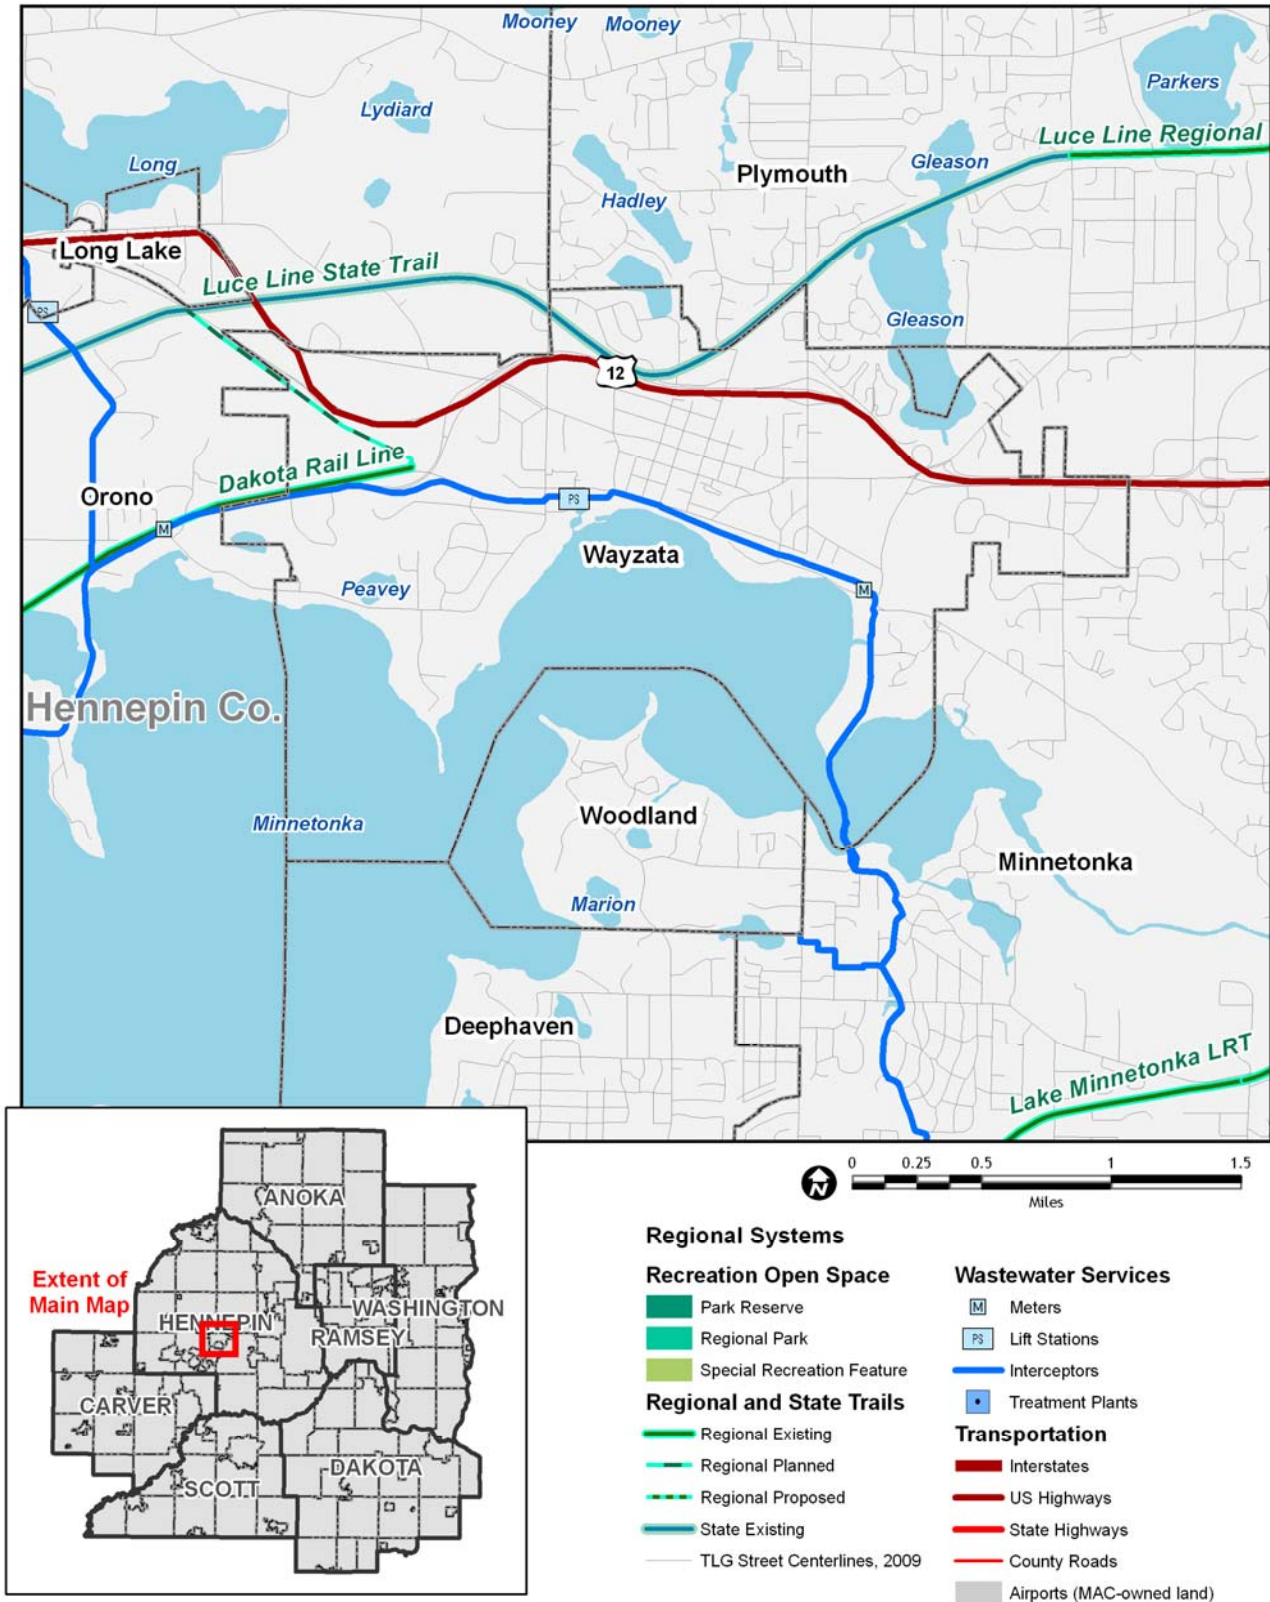 Mooney
Mooney
Parkers
Lydiard
Luce Line Regional
Long
Gleason
Plymouth
Hadley
Long Lake
Luce Line State Trail
PS
Gleason
12
Dakota Rail Line
Orono
PS
M
Wayzata
Peavey
M
Hennepin Co.
Woodland
Minnetonka
Minnetonka
Marion
Deephaven
Lake Minnetonka LRT
Extent of
Main Map
ANOKA
HENNEPIN
WASHINGTON
RAMSEY
CARVER
SCOTT
DAKOTA
N
0 0.25 0.5 1 1.5
Miles
Regional Systems
Recreation Open Space
Park Reserve
Regional Park
Special Recreation Feature
Regional and State Trails
Regional Existing
Regional Planned
Regional Proposed
State Existing
TLG Street Centerlines, 2009
Wastewater Services
M Meters
PS Lift Stations
Interceptors
Treatment Plants
Transportation
Interstates
US Highways
State Highways
County Roads
Airports (MAC-owned land)